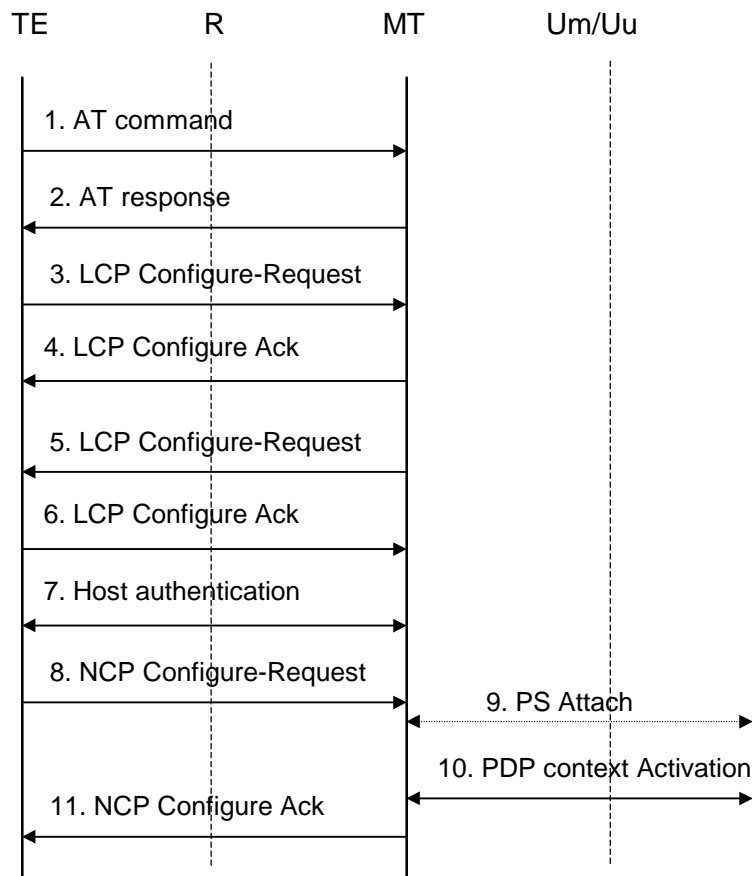 TE R MT Um/Uu
1. AT command
2. AT response
3. LCP Configure-Request
4. LCP Configure Ack
5. LCP Configure-Request
6. LCP Configure Ack
7. Host authentication
8. NCP Configure-Request
9. PS Attach
10. PDP context Activation
11. NCP Configure Ack